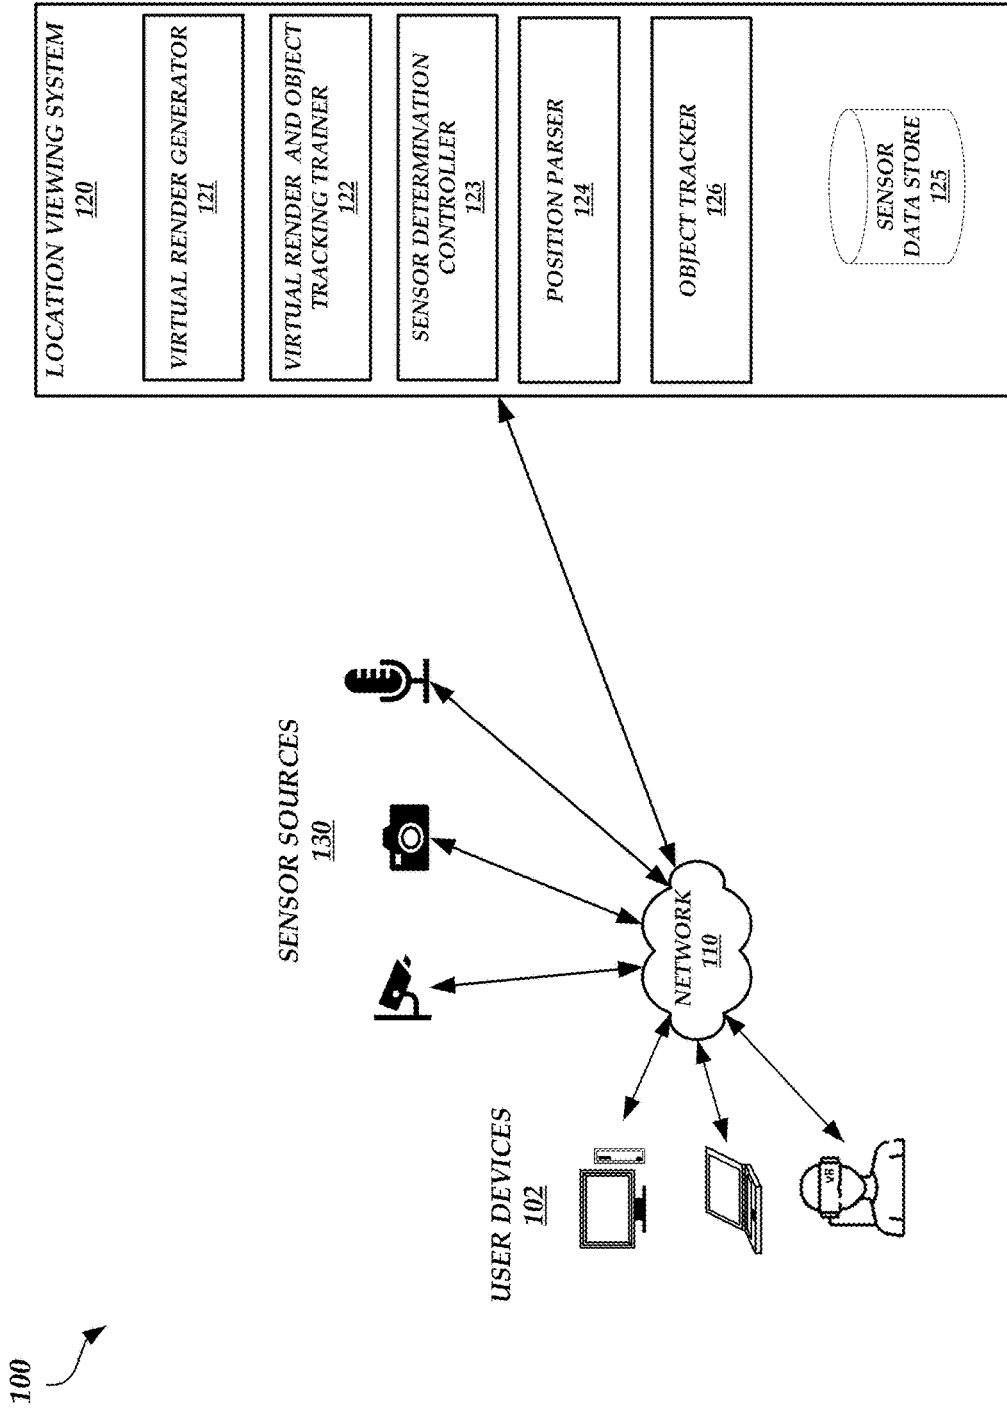 100
USER DEVICES
102
VR
SENSOR SOURCES
130
NETWORK
110
LOCATION VIEWING SYSTEM
120
VIRTUAL RENDER GENERATOR
121
VIRTUAL RENDER AND OBJECT
TRACKING TRAINER
122
SENSOR DETERMINATION
CONTROLLER
123
POSITION PARSER
124
OBJECT TRACKER
126
SENSOR
DATA STORE
125